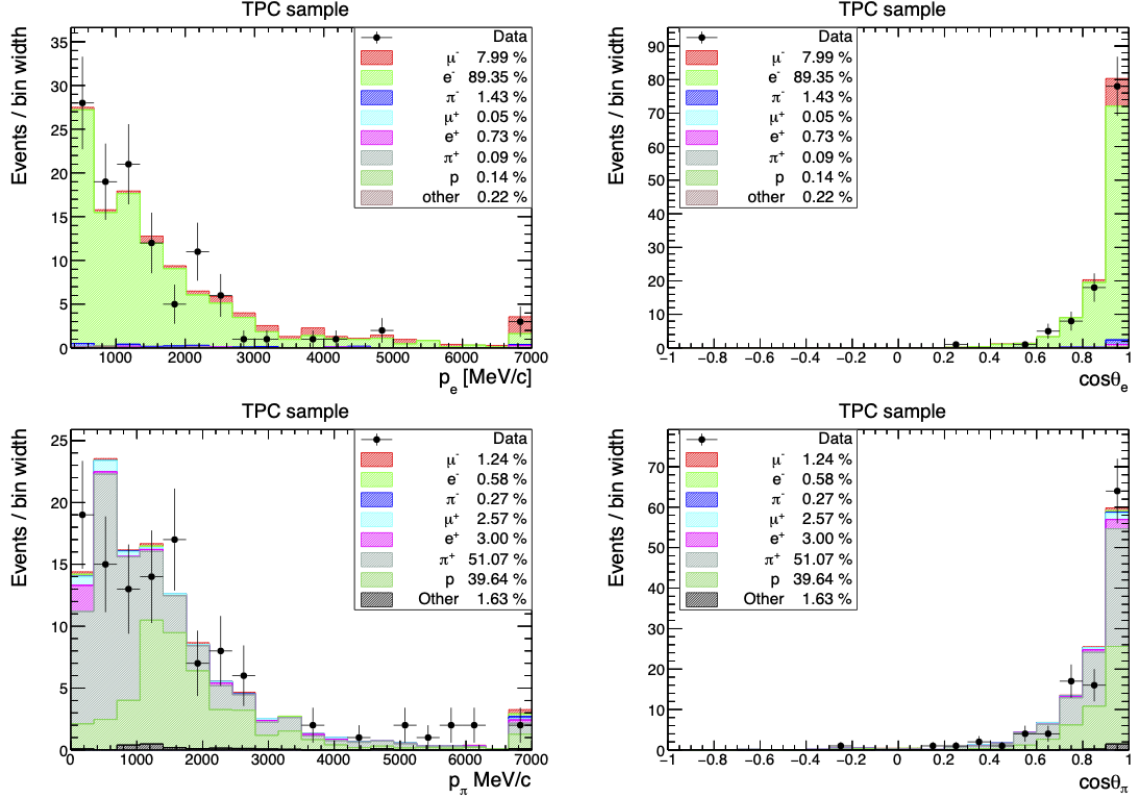 TPC sample
Events / bin width
35
30
25
20
15
10
5
0
Data
μ⁻ 7.99 %
e⁻ 89.35 %
π⁻ 1.43 %
μ⁺ 0.05 %
e⁺ 0.73 %
π⁺ 0.09 %
p 0.14 %
other 0.22 %
1000 2000 3000 4000 5000 6000 7000
p_e [MeV/c]
TPC sample
Events / bin width
90
80
70
60
50
40
30
20
10
0
Data
μ⁻ 7.99 %
e⁻ 89.35 %
π⁻ 1.43 %
μ⁺ 0.05 %
e⁺ 0.73 %
π⁺ 0.09 %
p 0.14 %
other 0.22 %
−1 −0.8 −0.6 −0.4 −0.2 0 0.2 0.4 0.6 0.8 1
cosθ_e
TPC sample
Events / bin width
25
20
15
10
5
0
Data
μ⁻ 1.24 %
e⁻ 0.58 %
π⁻ 0.27 %
μ⁺ 2.57 %
e⁺ 3.00 %
π⁺ 51.07 %
p 39.64 %
Other 1.63 %
0 1000 2000 3000 4000 5000 6000 7000
p_π MeV/c
TPC sample
Events / bin width
70
60
50
40
30
20
10
0
Data
μ⁻ 1.24 %
e⁻ 0.58 %
π⁻ 0.27 %
μ⁺ 2.57 %
e⁺ 3.00 %
π⁺ 51.07 %
p 39.64 %
Other 1.63 %
−1 −0.8 −0.6 −0.4 −0.2 0 0.2 0.4 0.6 0.8 1
cosθ_π